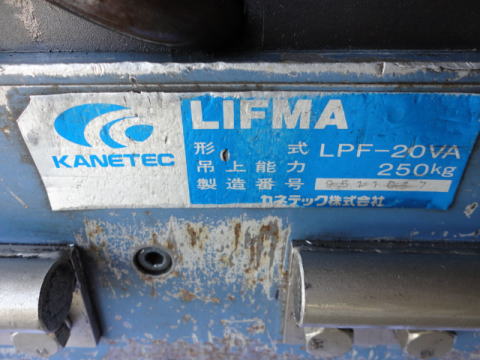 KANETEC
LIFMA
形式 LPF-20VA
吊上能力 250kg
製造番号
カネテック株式会社